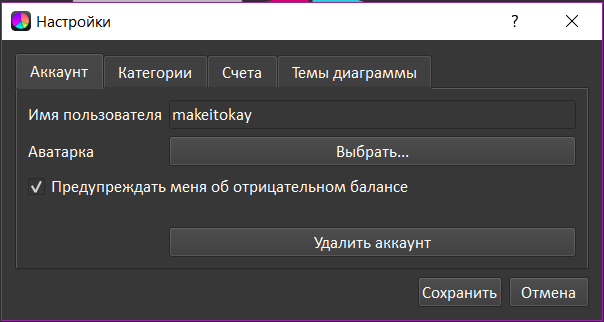 Настройки
?
Аккаунт Категории Счета Темы диаграммы
Имя пользователя makeitokay
Аватарка Выбрать...
Предупреждать меня об отрицательном балансе
Удалить аккаунт
Сохранить Отмена